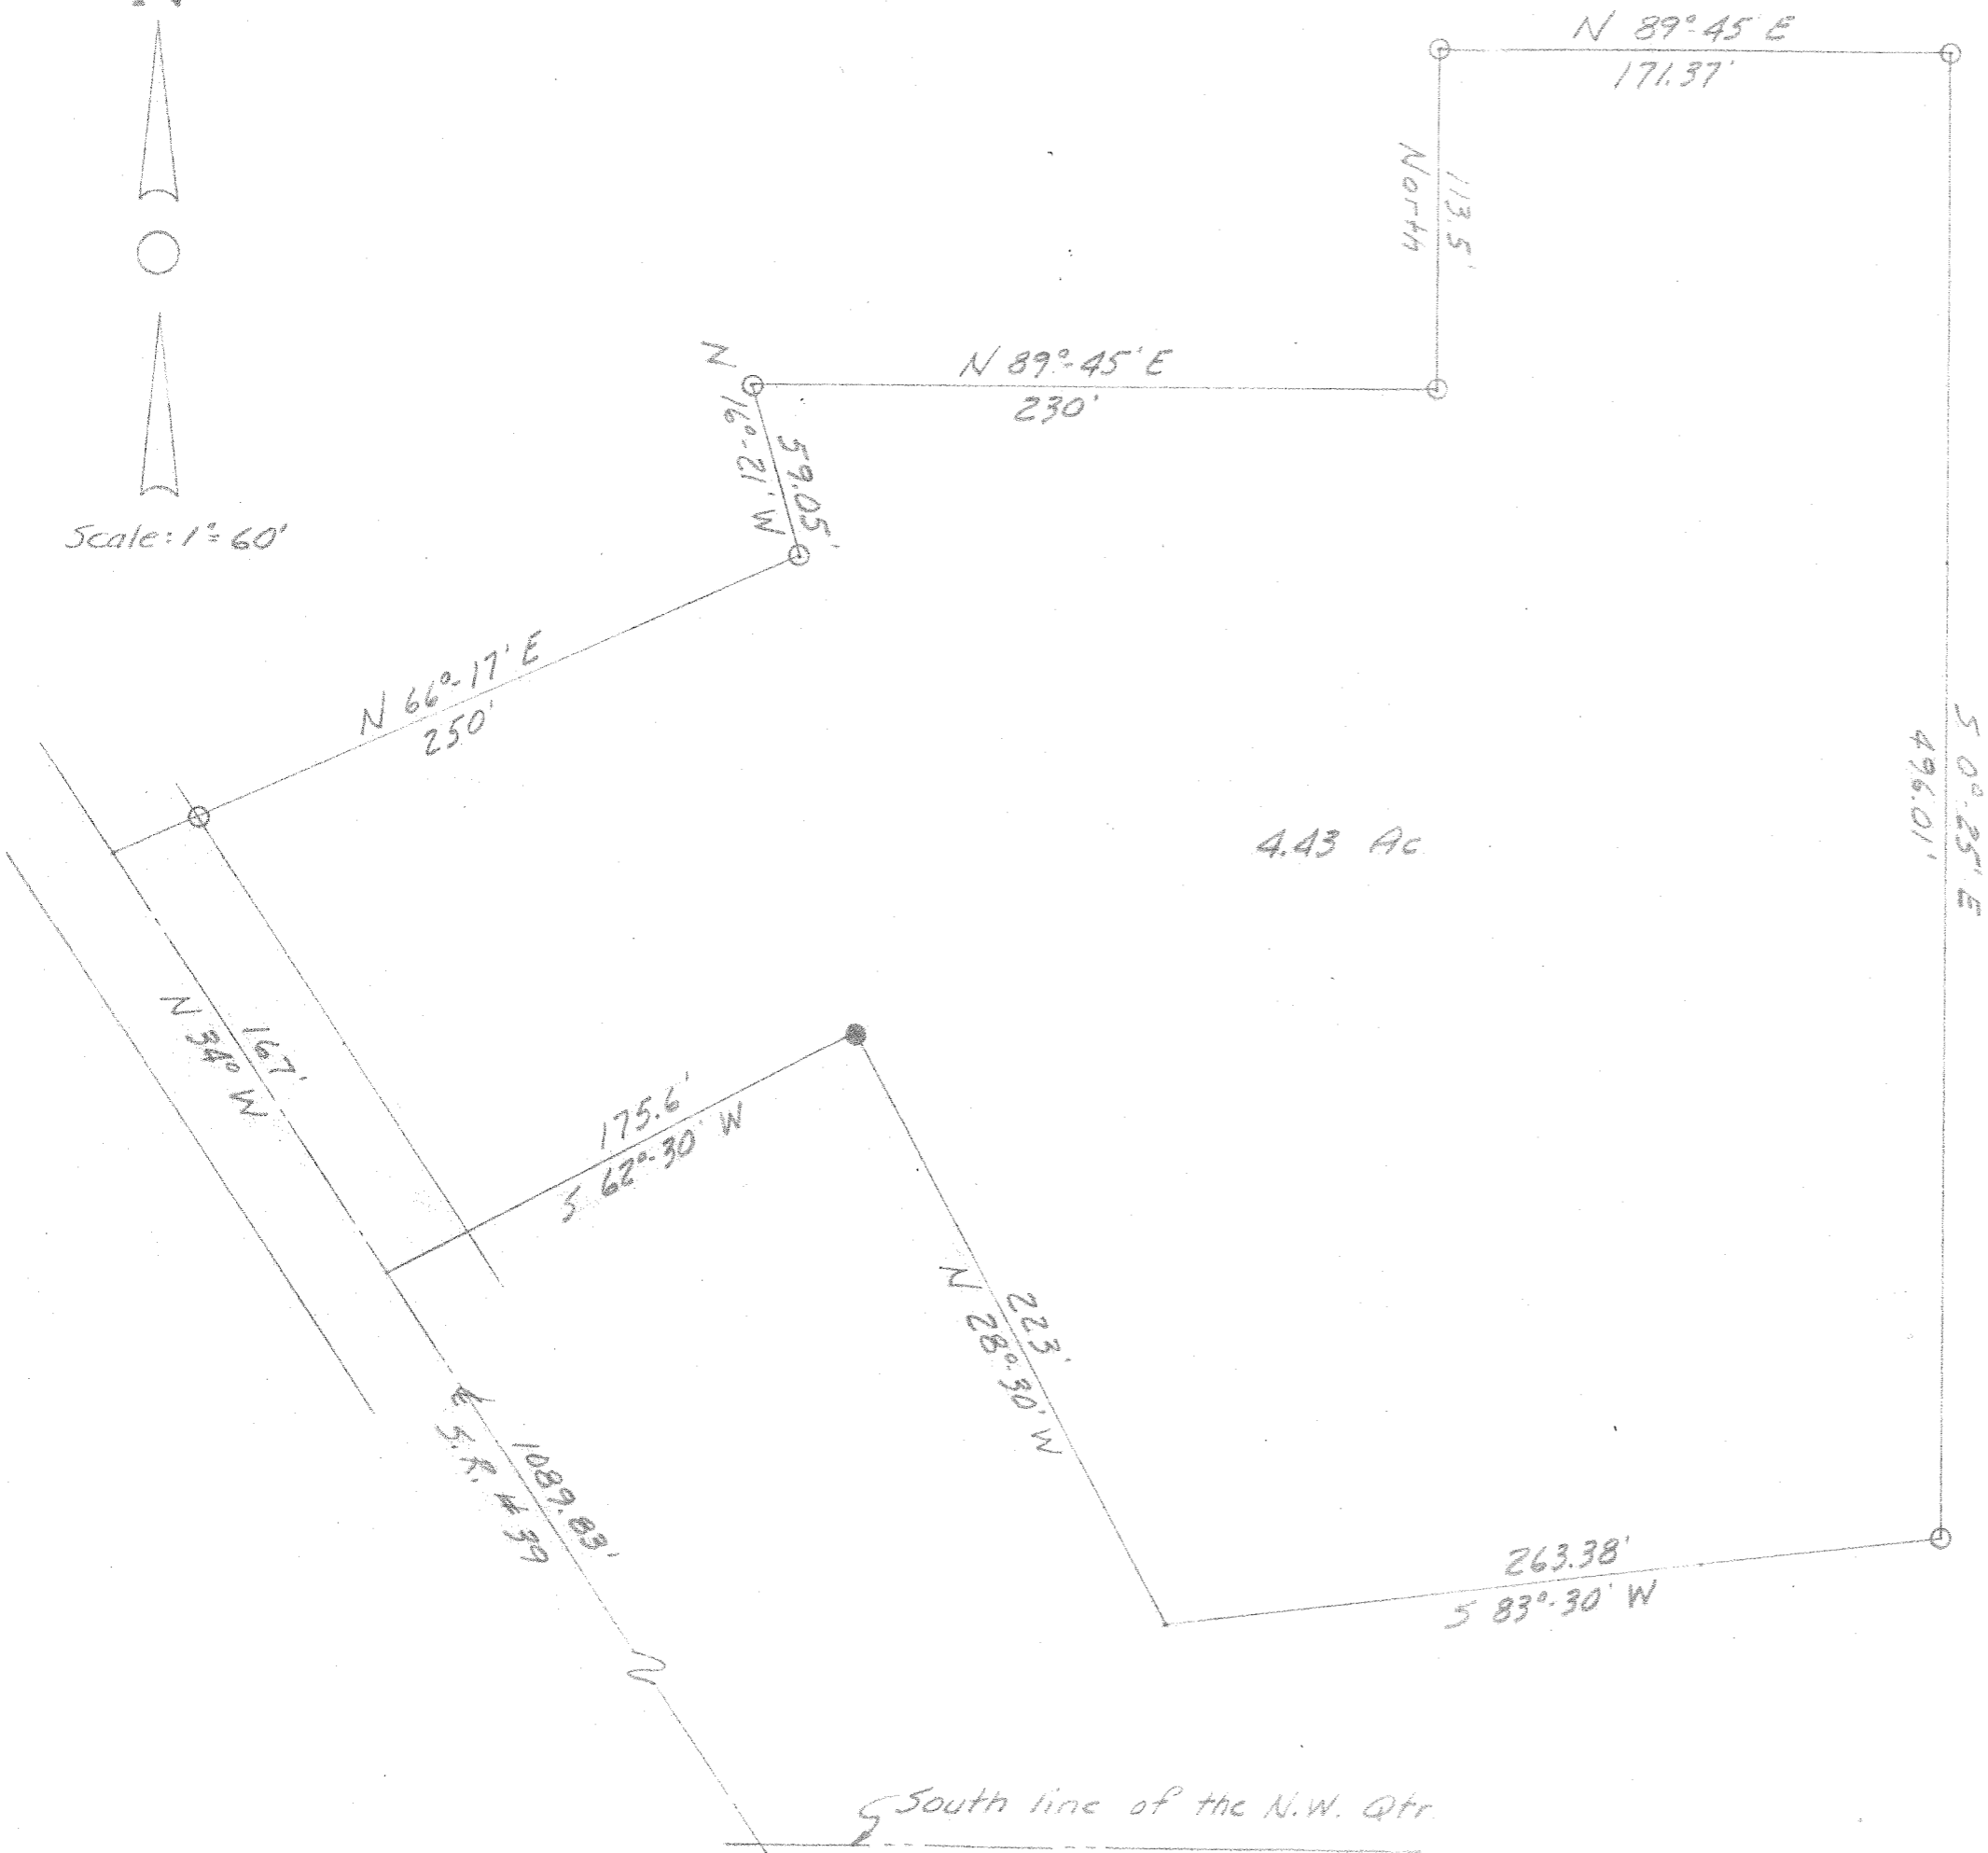 N 89°-45' E
171.37'
113.5'
North
N 89°-45' E
230'
N 16°-21' W
59.05'
Scale: 1" = 60'
N 66°-17' E
250'
S 0°-25' E
496.01'
4.43 Ac.
167.'
N 34° W
175.6'
S 62°-30' W
223.'
N 28°-30' W
1089.83'
℄ S.R. # 39
263.38'
S 83°-30' W
South line of the N.W. Qtr.